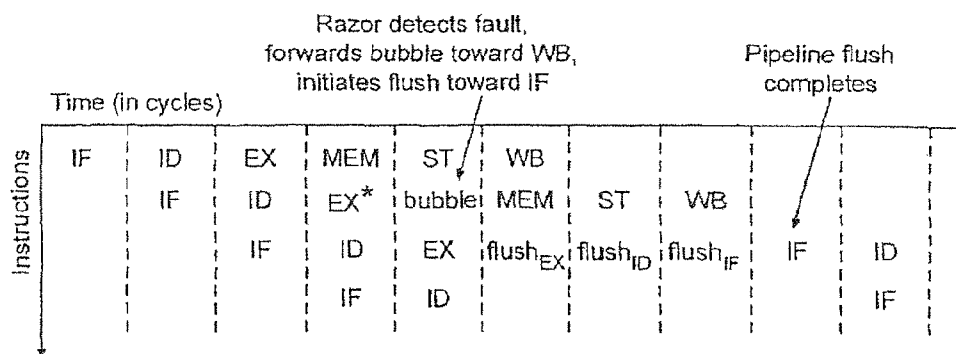 Razor detects fault,
forwards bubble toward WB,
initiates flush toward IF
Pipeline flush
completes
Time (in cycles)
Instructions
IF ID EX MEM ST WB
IF ID EX* bubble MEM ST WB
IF ID EX flushEX flushID flushIF IF ID
IF ID IF